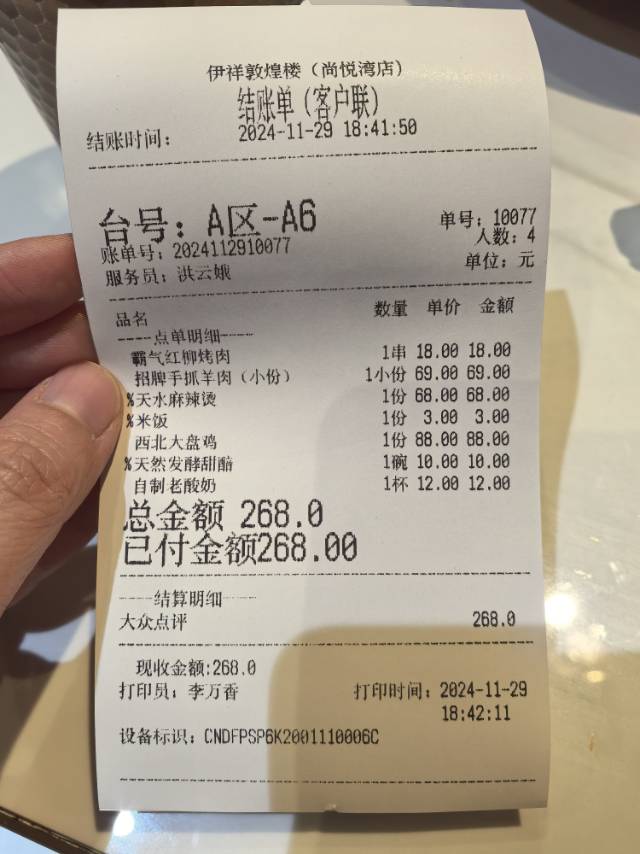 伊祥敦煌楼（尚悦湾店）
结账单（客户联）
结账时间： 2024-11-29 18:41:50
台号：A区-A6 单号：10077
账单号：2024112910077 人数：4
服务员：洪云娥 单位：元
品名 数量 单价 金额
----点单明细----
霸气红柳烤肉 1串 18.00 18.00
招牌手抓羊肉（小份） 1小份 69.00 69.00
%天水麻辣烫 1份 68.00 68.00
%米饭 1份 3.00 3.00
西北大盘鸡 1份 88.00 88.00
%天然发酵甜醅 1碗 10.00 10.00
自制老酸奶 1杯 12.00 12.00
总金额 268.0
已付金额268.00
----结算明细----
大众点评 268.0
现收金额:268.0
打印员：李万香 打印时间：2024-11-29
18:42:11
设备标识：CNDFPSP6K2001110006C